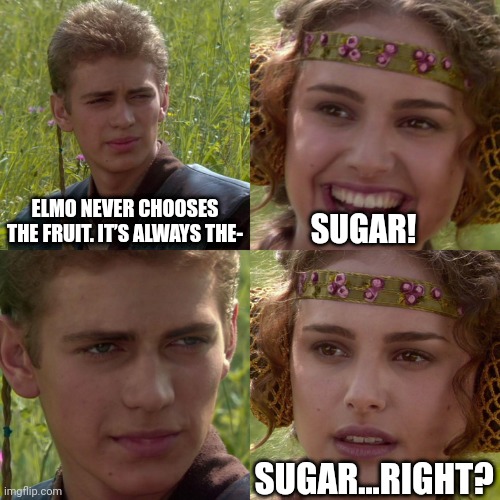 ELMO NEVER CHOOSES
THE FRUIT. IT'S ALWAYS THE-
SUGAR!
SUGAR...RIGHT?
imgflip.com